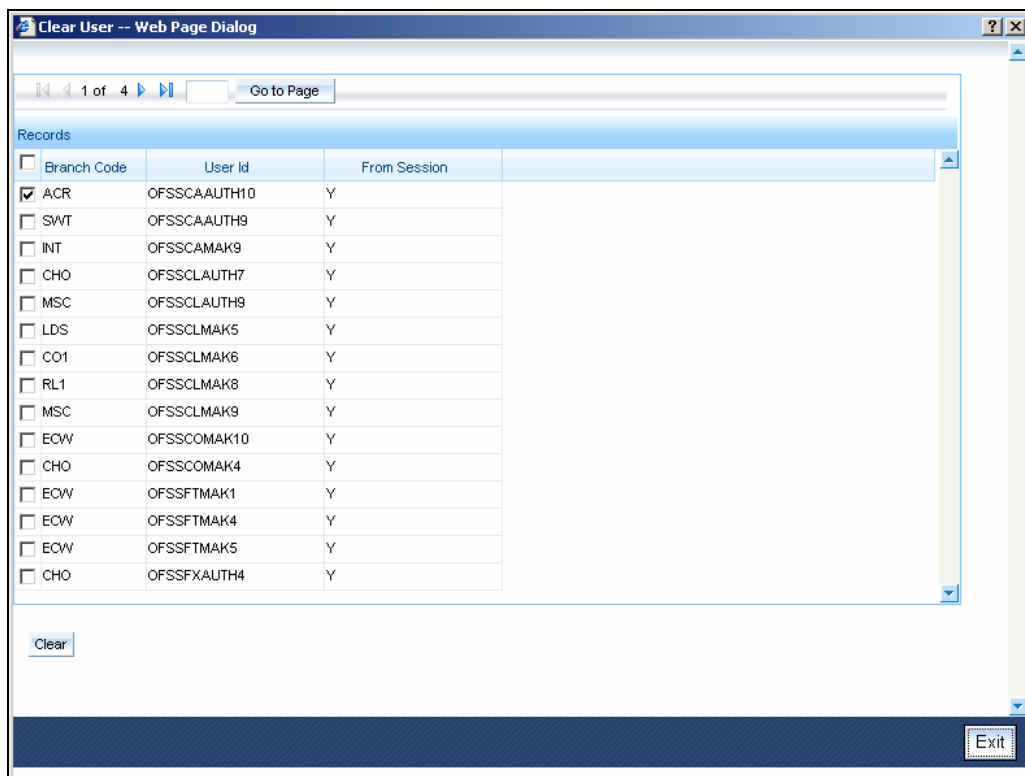 Clear User -- Web Page Dialog
1 of 4 Go to Page
Records
Branch Code User Id From Session
ACR OFSSCAAUTH10 Y
SWT OFSSCAAUTH9 Y
INT OFSSCAMAK9 Y
CHO OFSSCLAUTH7 Y
MSC OFSSCLAUTH9 Y
LDS OFSSCLMAK5 Y
CO1 OFSSCLMAK6 Y
RL1 OFSSCLMAK8 Y
MSC OFSSCLMAK9 Y
ECW OFSSCOMAK10 Y
CHO OFSSCOMAK4 Y
ECW OFSSFTMAK1 Y
ECW OFSSFTMAK4 Y
ECW OFSSFTMAK5 Y
CHO OFSSFXAUTH4 Y
Clear
Exit